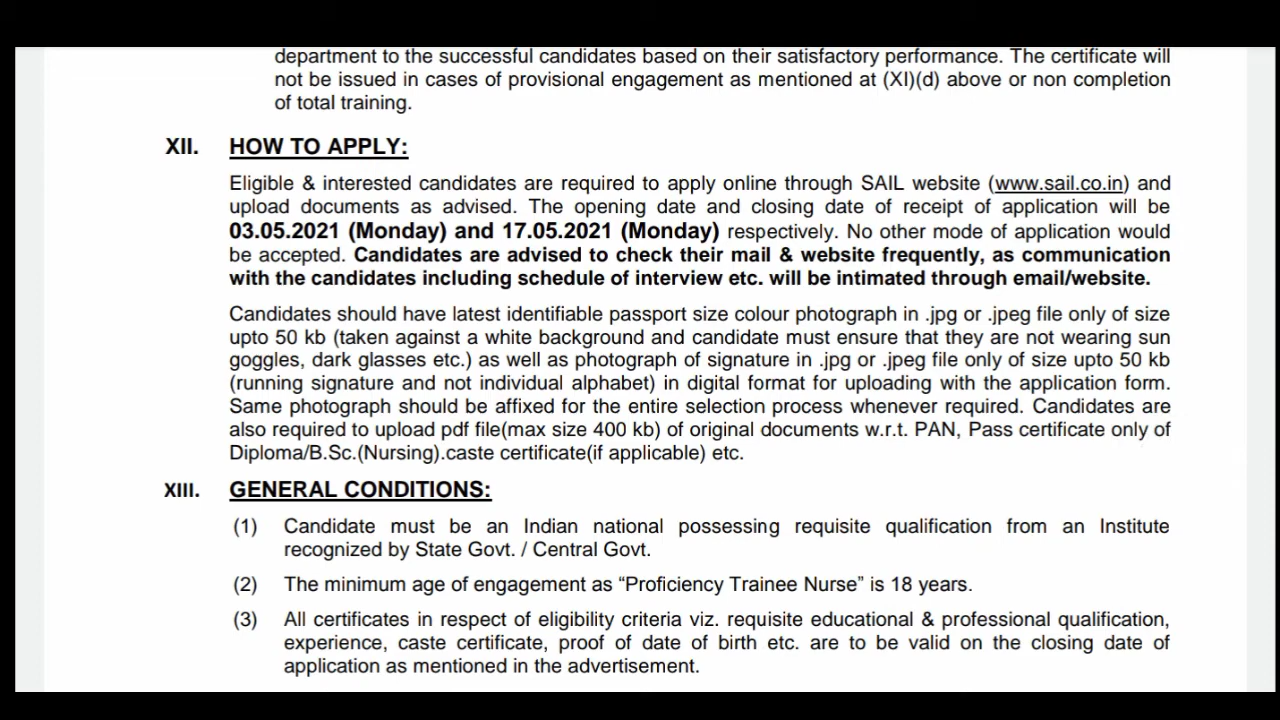 department to the successful candidates based on their satisfactory performance. The certificate will
not be issued in cases of provisional engagement as mentioned at (XI)(d) above or non completion
of total training.
XII. HOW TO APPLY:
Eligible & interested candidates are required to apply online through SAIL website (www.sail.co.in) and
upload documents as advised. The opening date and closing date of receipt of application will be
03.05.2021 (Monday) and 17.05.2021 (Monday) respectively. No other mode of application would
be accepted. Candidates are advised to check their mail & website frequently, as communication
with the candidates including schedule of interview etc. will be intimated through email/website.
Candidates should have latest identifiable passport size colour photograph in .jpg or .jpeg file only of size
upto 50 kb (taken against a white background and candidate must ensure that they are not wearing sun
goggles, dark glasses etc.) as well as photograph of signature in .jpg or .jpeg file only of size upto 50 kb
(running signature and not individual alphabet) in digital format for uploading with the application form.
Same photograph should be affixed for the entire selection process whenever required. Candidates are
also required to upload pdf file(max size 400 kb) of original documents w.r.t. PAN, Pass certificate only of
Diploma/B.Sc.(Nursing).caste certificate(if applicable) etc.
XIII. GENERAL CONDITIONS:
(1) Candidate must be an Indian national possessing requisite qualification from an Institute
recognized by State Govt. / Central Govt.
(2) The minimum age of engagement as “Proficiency Trainee Nurse” is 18 years.
(3) All certificates in respect of eligibility criteria viz. requisite educational & professional qualification,
experience, caste certificate, proof of date of birth etc. are to be valid on the closing date of
application as mentioned in the advertisement.